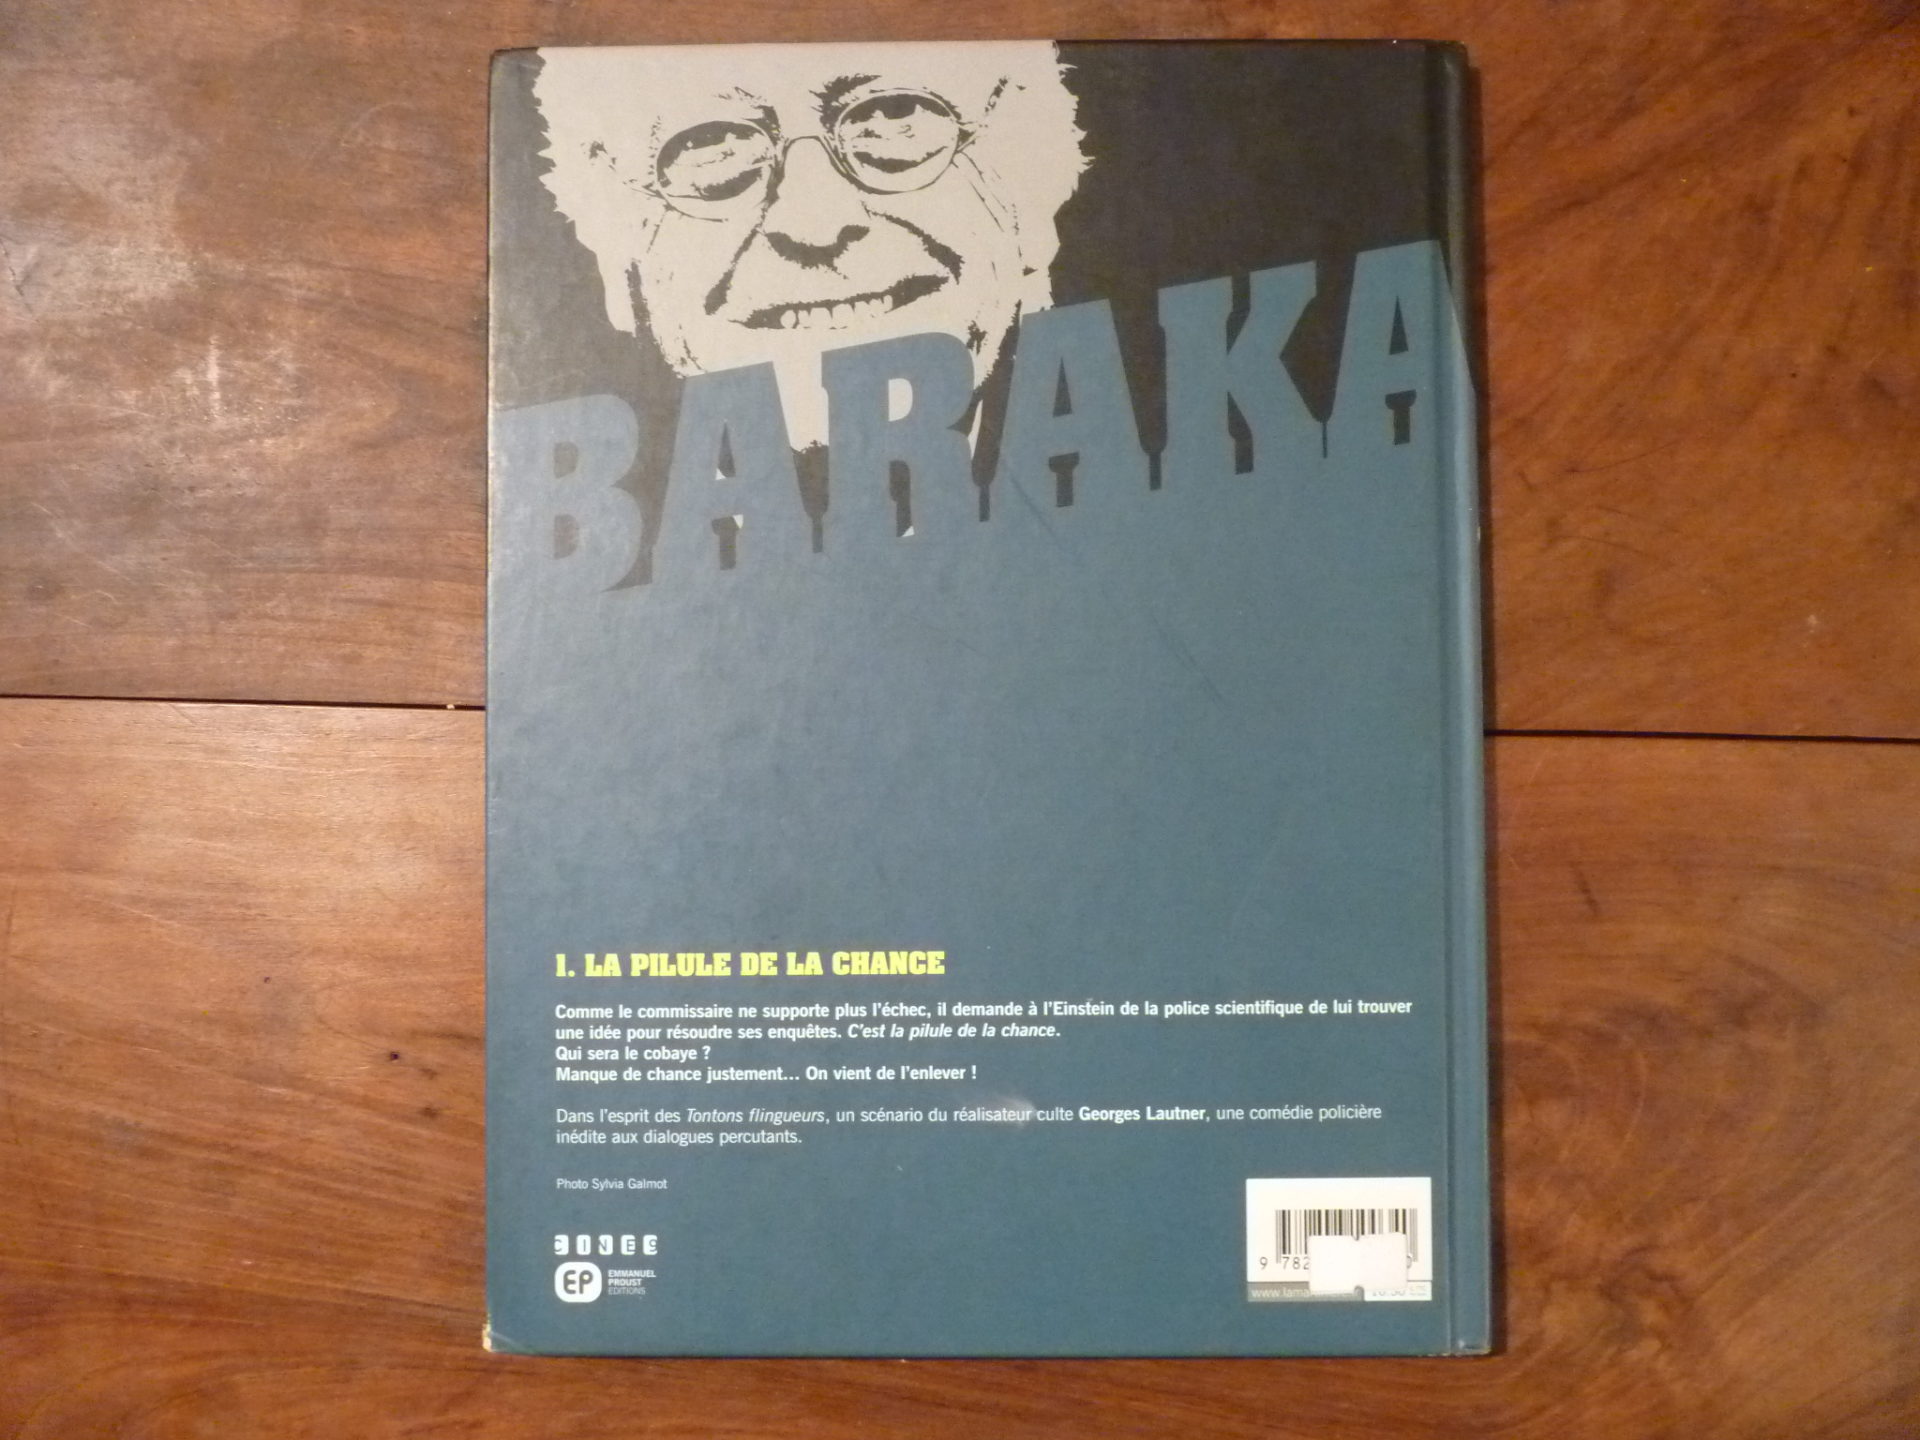 BARAKA
1. LA PILULE DE LA CHANCE
Comme le commissaire ne supporte plus l'échec, il demande à l'Einstein de la police scientifique de lui trouver
une idée pour résoudre ses enquêtes. C'est la pilule de la chance.
Qui sera le cobaye ?
Manque de chance justement... On vient de l'enlever !
Dans l'esprit des Tontons flingueurs, un scénario du réalisateur culte Georges Lautner, une comédie policière
inédite aux dialogues percutants.
Photo Sylvia Galmot
CINE9
EP
EMMANUEL
PROUST
EDITIONS
9 782